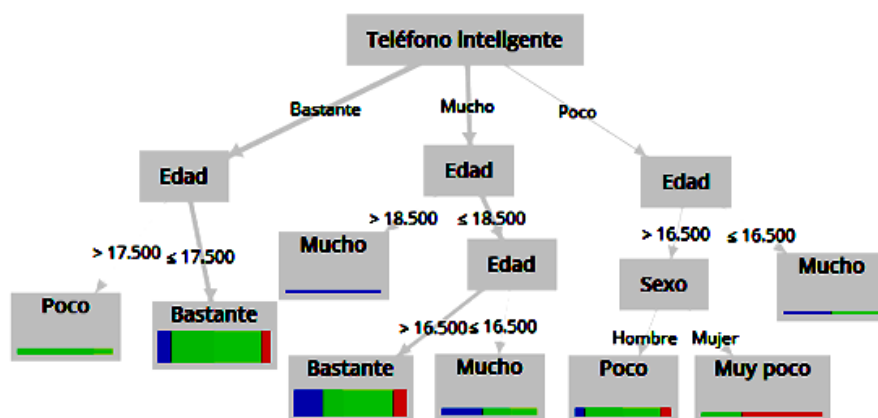 Teléfono Inteligente
Bastante
Mucho
Poco
Edad
Edad
Edad
> 17.500
≤ 17.500
> 18.500
≤ 18.500
> 16.500
≤ 16.500
Poco
Bastante
Mucho
Edad
Sexo
Mucho
> 16.500
≤ 16.500
Hombre
Mujer
Bastante
Mucho
Poco
Muy poco